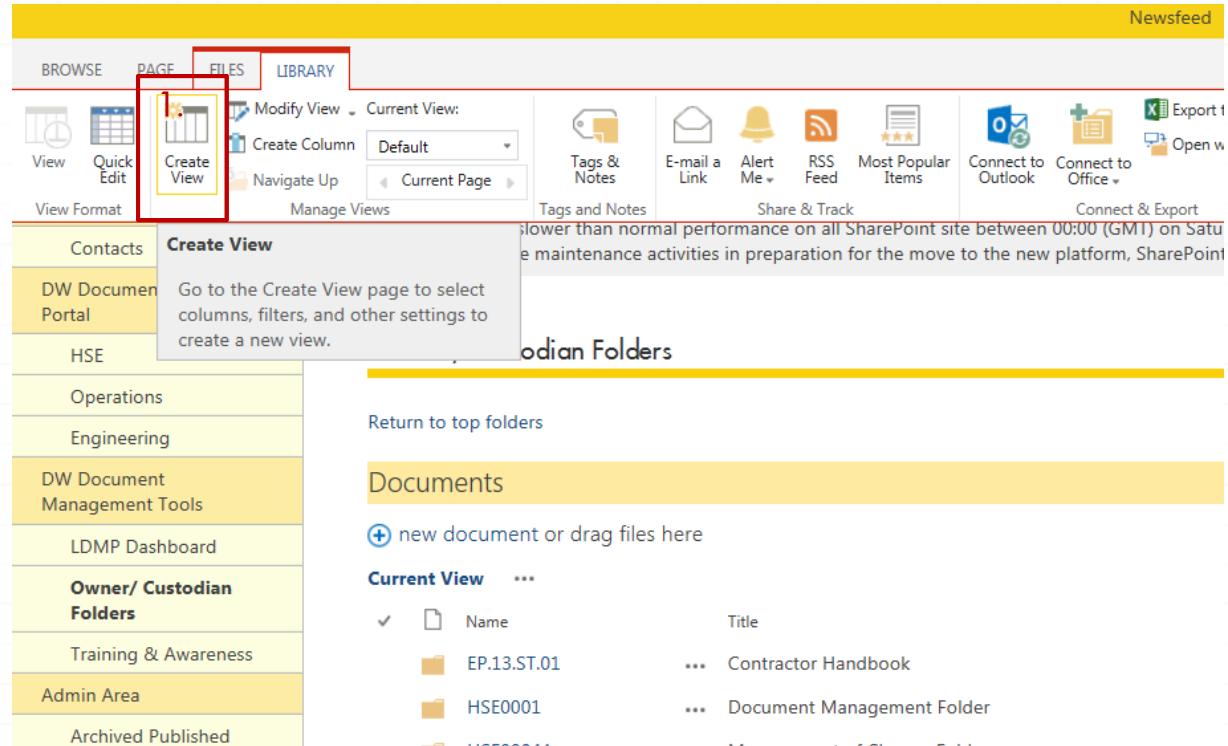 Newsfeed
BROWSE PAGE FILES LIBRARY
1.
View
Quick
Edit
Create
View
Modify View
Create Column
Navigate Up
Current View:
Default
Current Page
Tags &
Notes
E-mail a
Link
Alert
Me
RSS
Feed
Most Popular
Items
Connect to
Outlook
Connect to
Office
Export t
Open w
View Format Manage Views Tags and Notes Share & Track Connect & Export
slower than normal performance on all SharePoint site between 00:00 (GMT) on Satu
e maintenance activities in preparation for the move to the new platform, SharePoint
Create View
Go to the Create View page to select
columns, filters, and other settings to
create a new view.
Contacts
DW Documen
Portal
HSE
Operations
Engineering
DW Document
Management Tools
LDMP Dashboard
Owner/ Custodian
Folders
Training & Awareness
Admin Area
Archived Published
odian Folders
Return to top folders
Documents
new document or drag files here
Current View ...
Name Title
EP.13.ST.01 ... Contractor Handbook
HSE0001 ... Document Management Folder